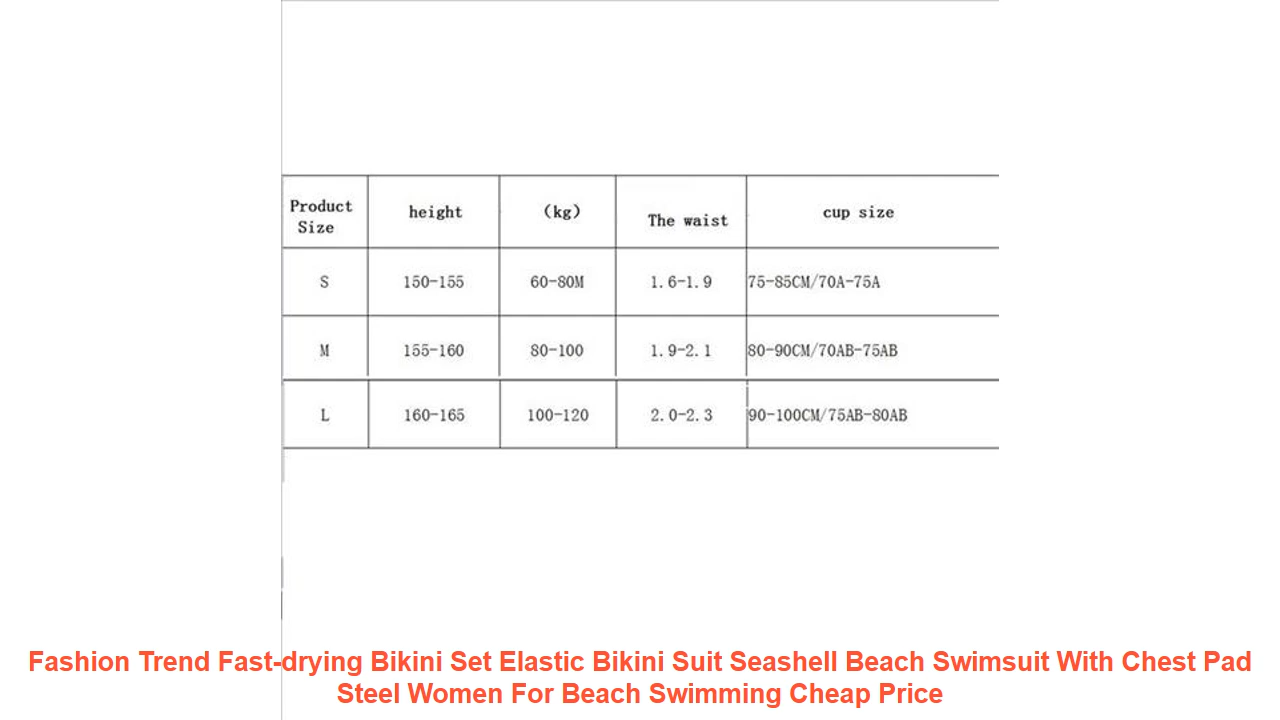 Product Size height （kg） The waist cup size
S 150-155 60-80M 1.6-1.9 75-85CM/70A-75A
M 155-160 80-100 1.9-2.1 80-90CM/70AB-75AB
L 160-165 100-120 2.0-2.3 90-100CM/75AB-80AB
Fashion Trend Fast-drying Bikini Set Elastic Bikini Suit Seashell Beach Swimsuit With Chest Pad
Steel Women For Beach Swimming Cheap Price